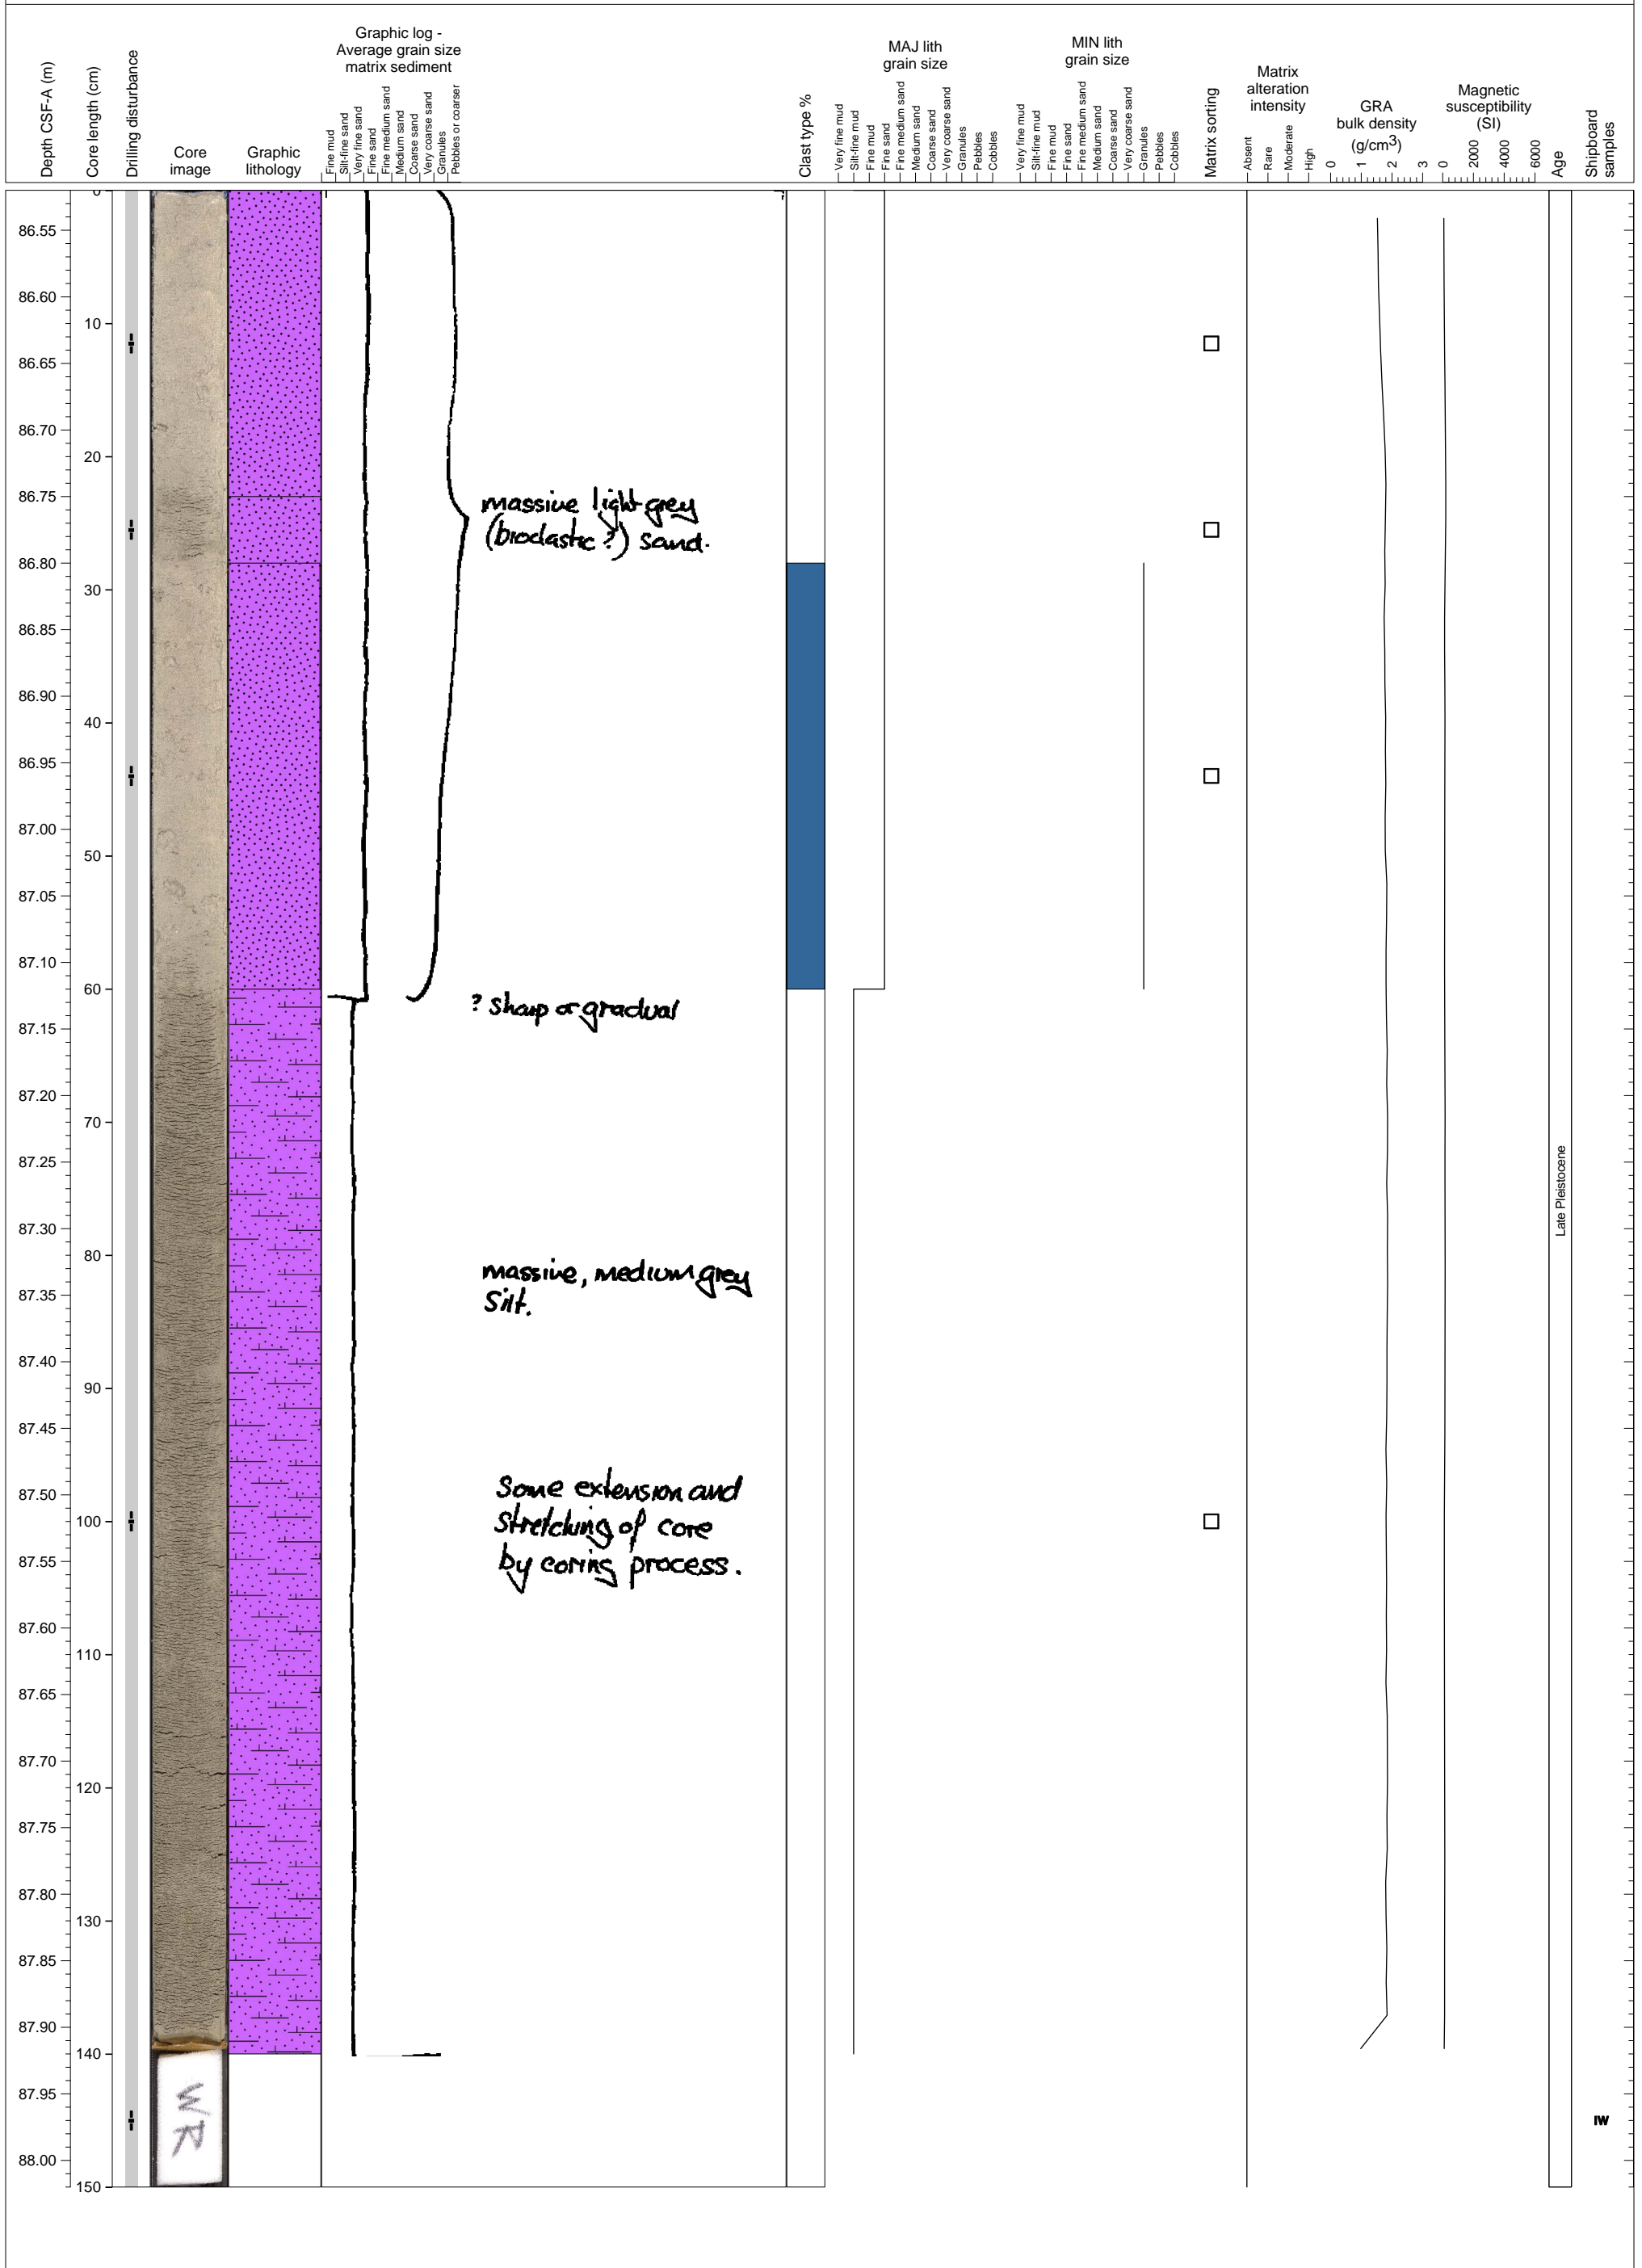 Depth CSF-A (m)
Core length (cm)
Drilling disturbance
Core
image
Graphic
lithology
Graphic log -
Average grain size
matrix sediment
Fine mud
Silt-fine sand
Very fine sand
Fine sand
Fine medium sand
Medium sand
Coarse sand
Very coarse sand
Granules
Pebbles or coarser
Clast type %
MAJ lith
grain size
Very fine mud
Silt-fine mud
Fine mud
Fine sand
Fine medium sand
Medium sand
Coarse sand
Very coarse sand
Granules
Pebbles
Cobbles
MIN lith
grain size
Very fine mud
Silt-fine mud
Fine mud
Fine sand
Fine medium sand
Medium sand
Coarse sand
Very coarse sand
Granules
Pebbles
Cobbles
Matrix sorting
Matrix
alteration
intensity
Absent
Rare
Moderate
High
GRA
bulk density
(g/cm3)
0 1 2 3
Magnetic
susceptibility
(SI)
0 2000 4000 6000
Age
Shipboard
samples
0
86.55
86.60
10
86.65
86.70
20
86.75
massive light grey
(bioclastic?) sand.
86.80
30
86.85
86.90
40
86.95
87.00
50
87.05
87.10
60
? sharp or gradual
87.15
87.20
70
87.25
Late Pleistocene
87.30
80
massive, medium grey
silt.
87.35
87.40
90
87.45
87.50
Some extension and
stretching of core
by coring process.
100
87.55
87.60
110
87.65
87.70
120
87.75
87.80
130
87.85
87.90
140
87.95
WR
IW
88.00
150